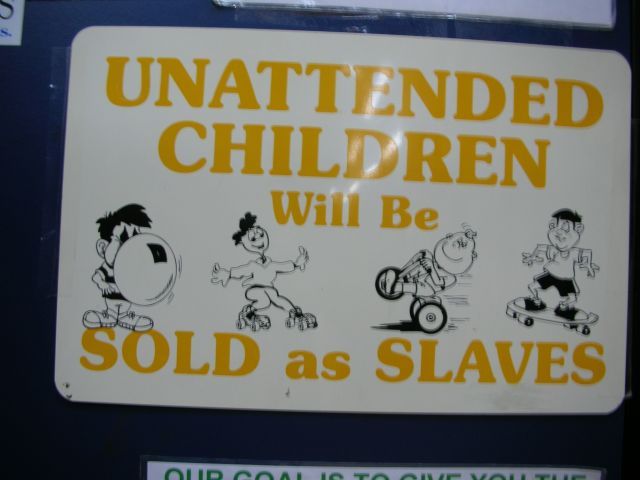 S
s.
UNATTENDED
CHILDREN
Will Be
SOLD as SLAVES
OUR GOAL IS TO GIVE YOU THE